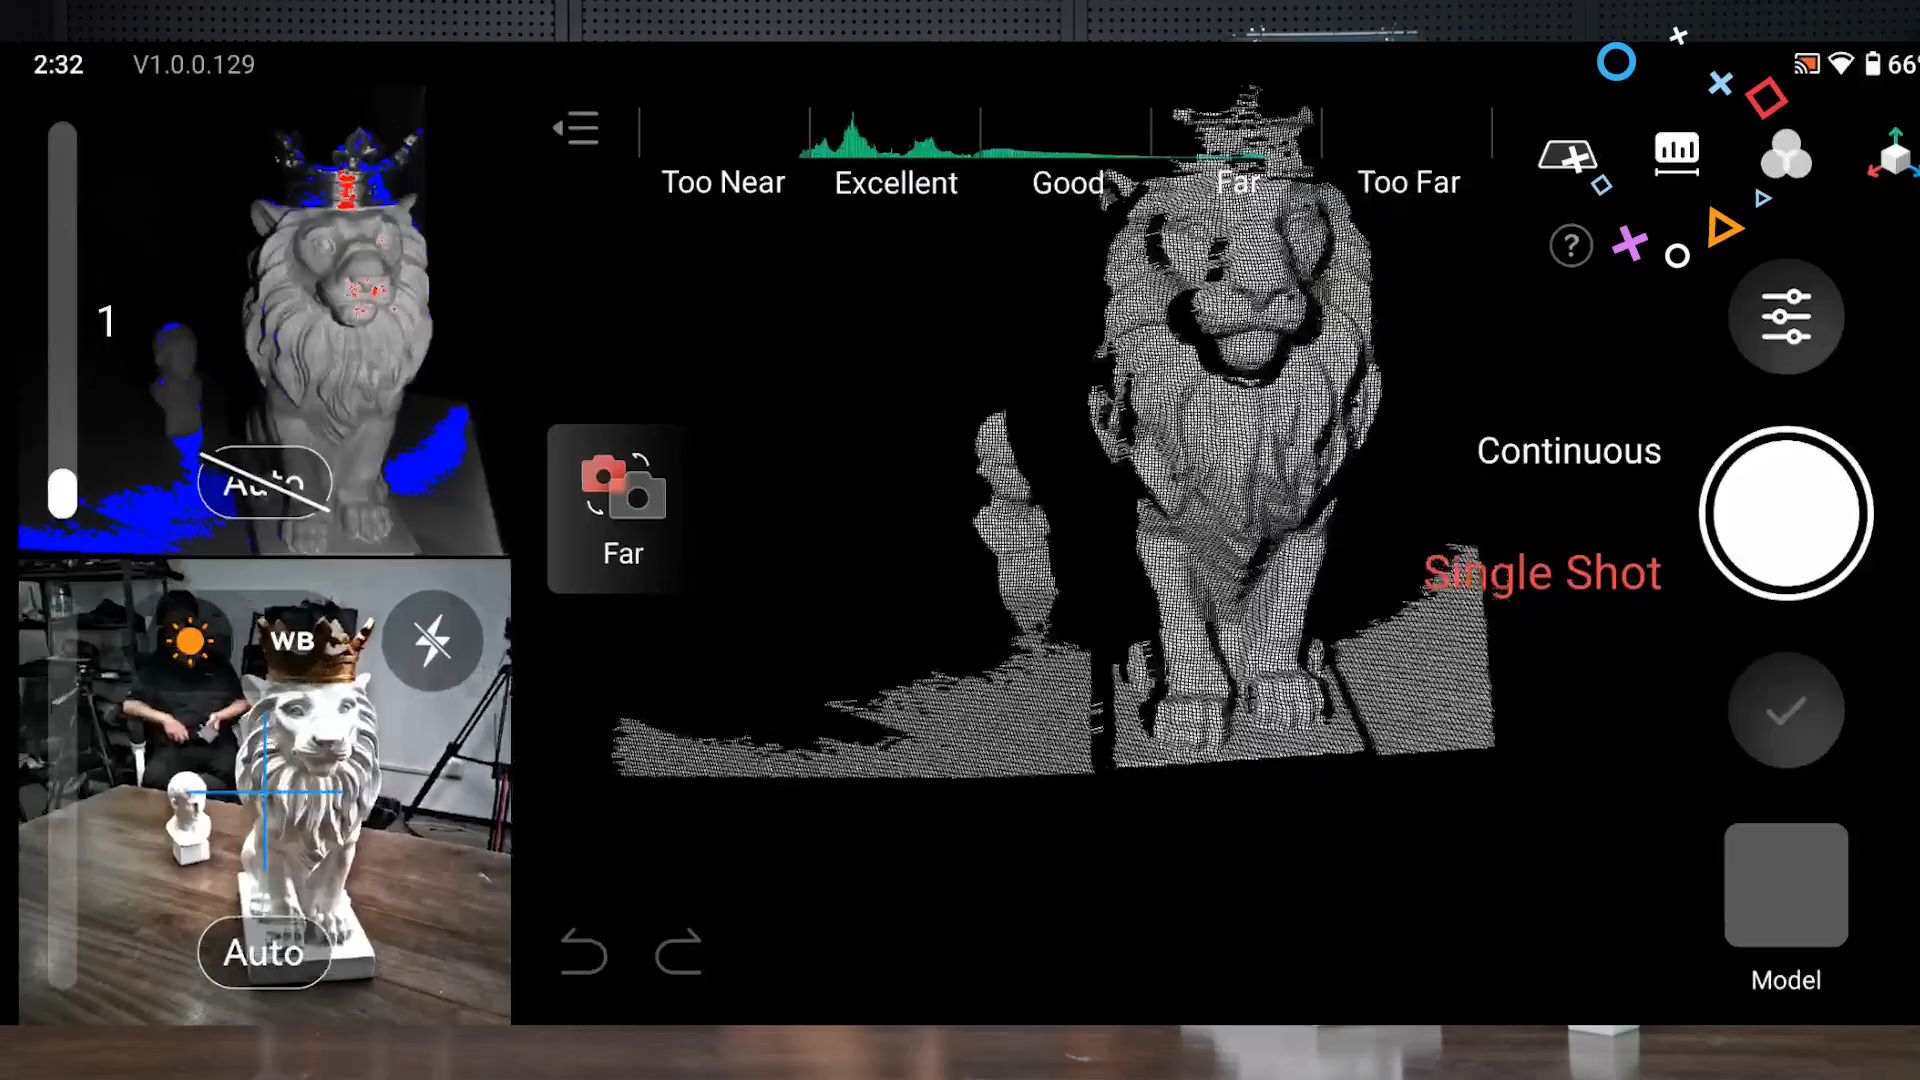 2:32
V1.0.0.129
66
Too Near
Excellent
Good
Far
Too Far
?
1
Auto
Far
Continuous
Single Shot
WB
Auto
Model